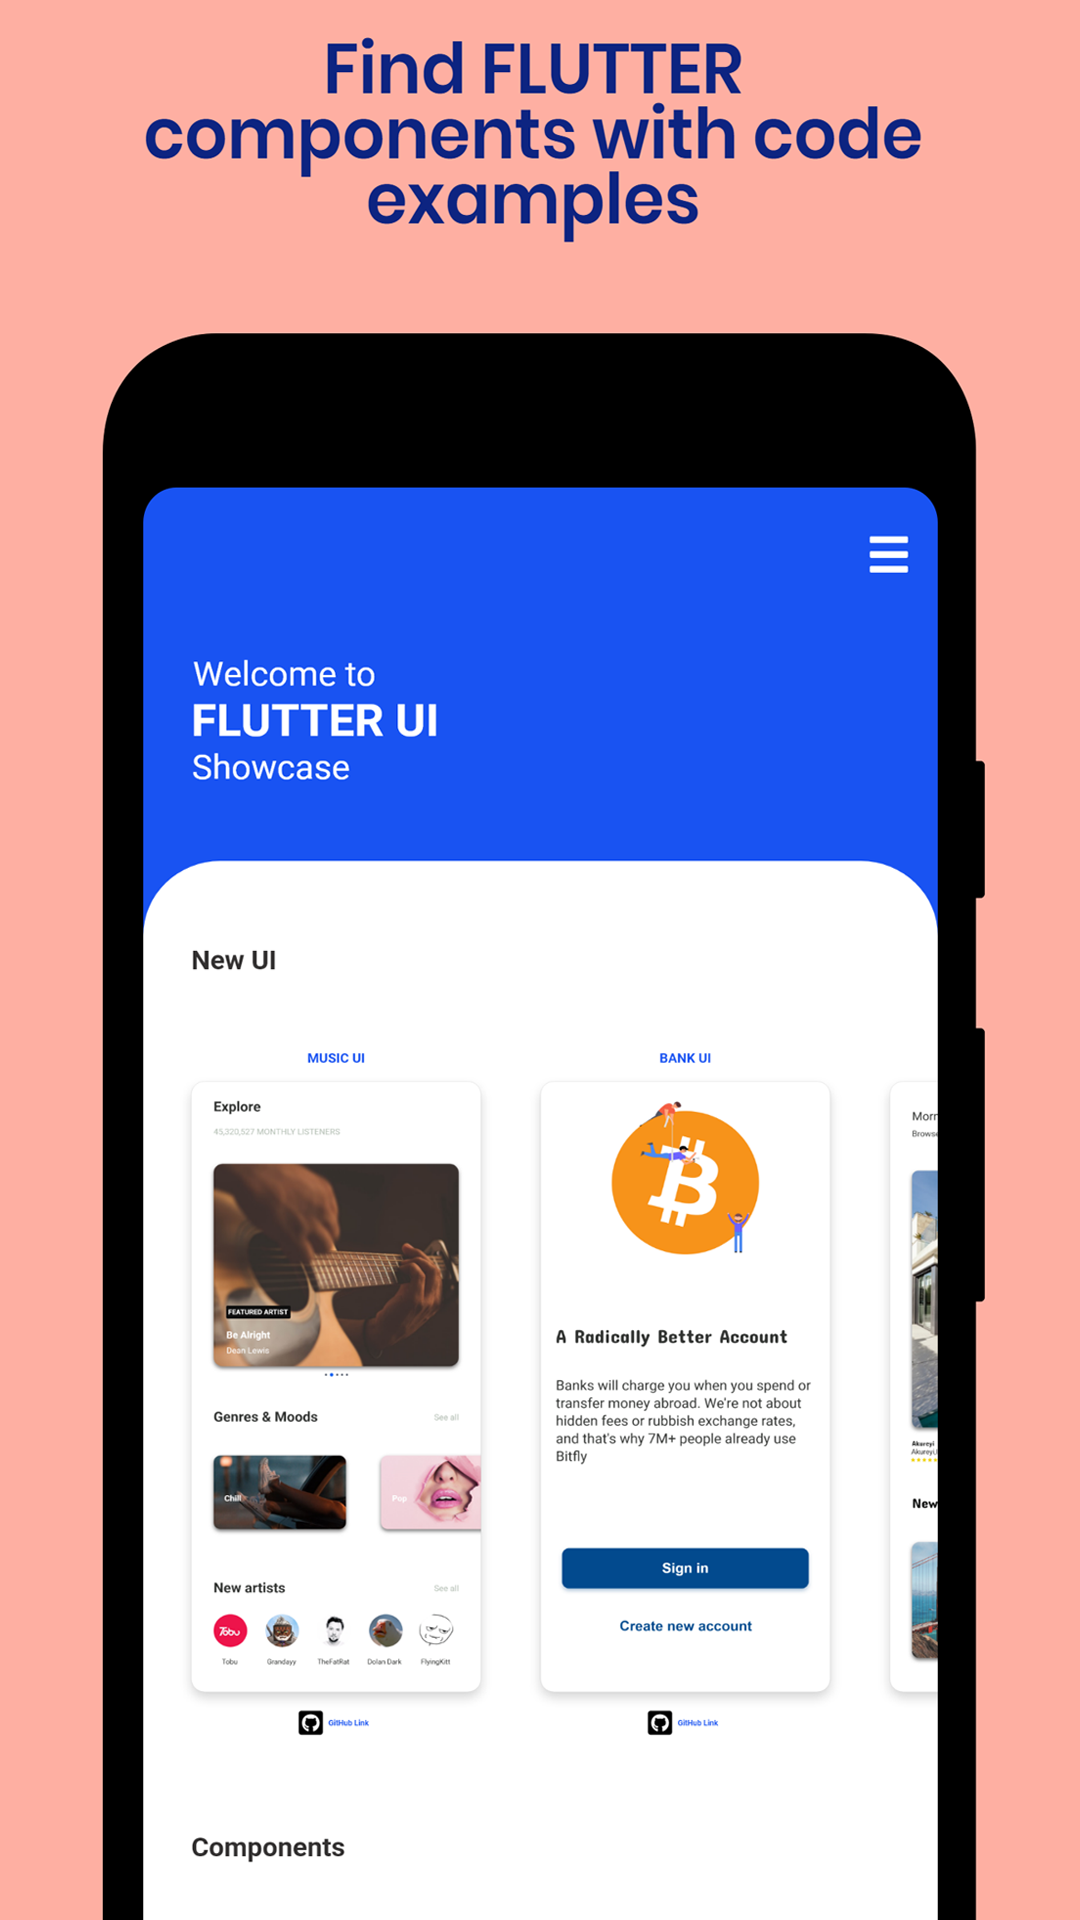 Find FLUTTER
components with code
examples
Welcome to
FLUTTER UI
Showcase
New UI
MUSIC UI
BANK UI
Explore
45,320,527 MONTHLY LISTENERS
FEATURED ARTIST
Be Alright
Dean Lewis
Genres & Moods
See all
Chill
Pop
New artists
See all
Tobu
Tobu
Grandayy
TheFatRat
Dolan Dark
FlyingKitt
GitHub Link
A Radically Better Account
Banks will charge you when you spend or
transfer money abroad. We're not about
hidden fees or rubbish exchange rates,
and that's why 7M+ people already use
Bitfly
Sign in
Create new account
GitHub Link
Morn
Browse
Akureyi
New
Components